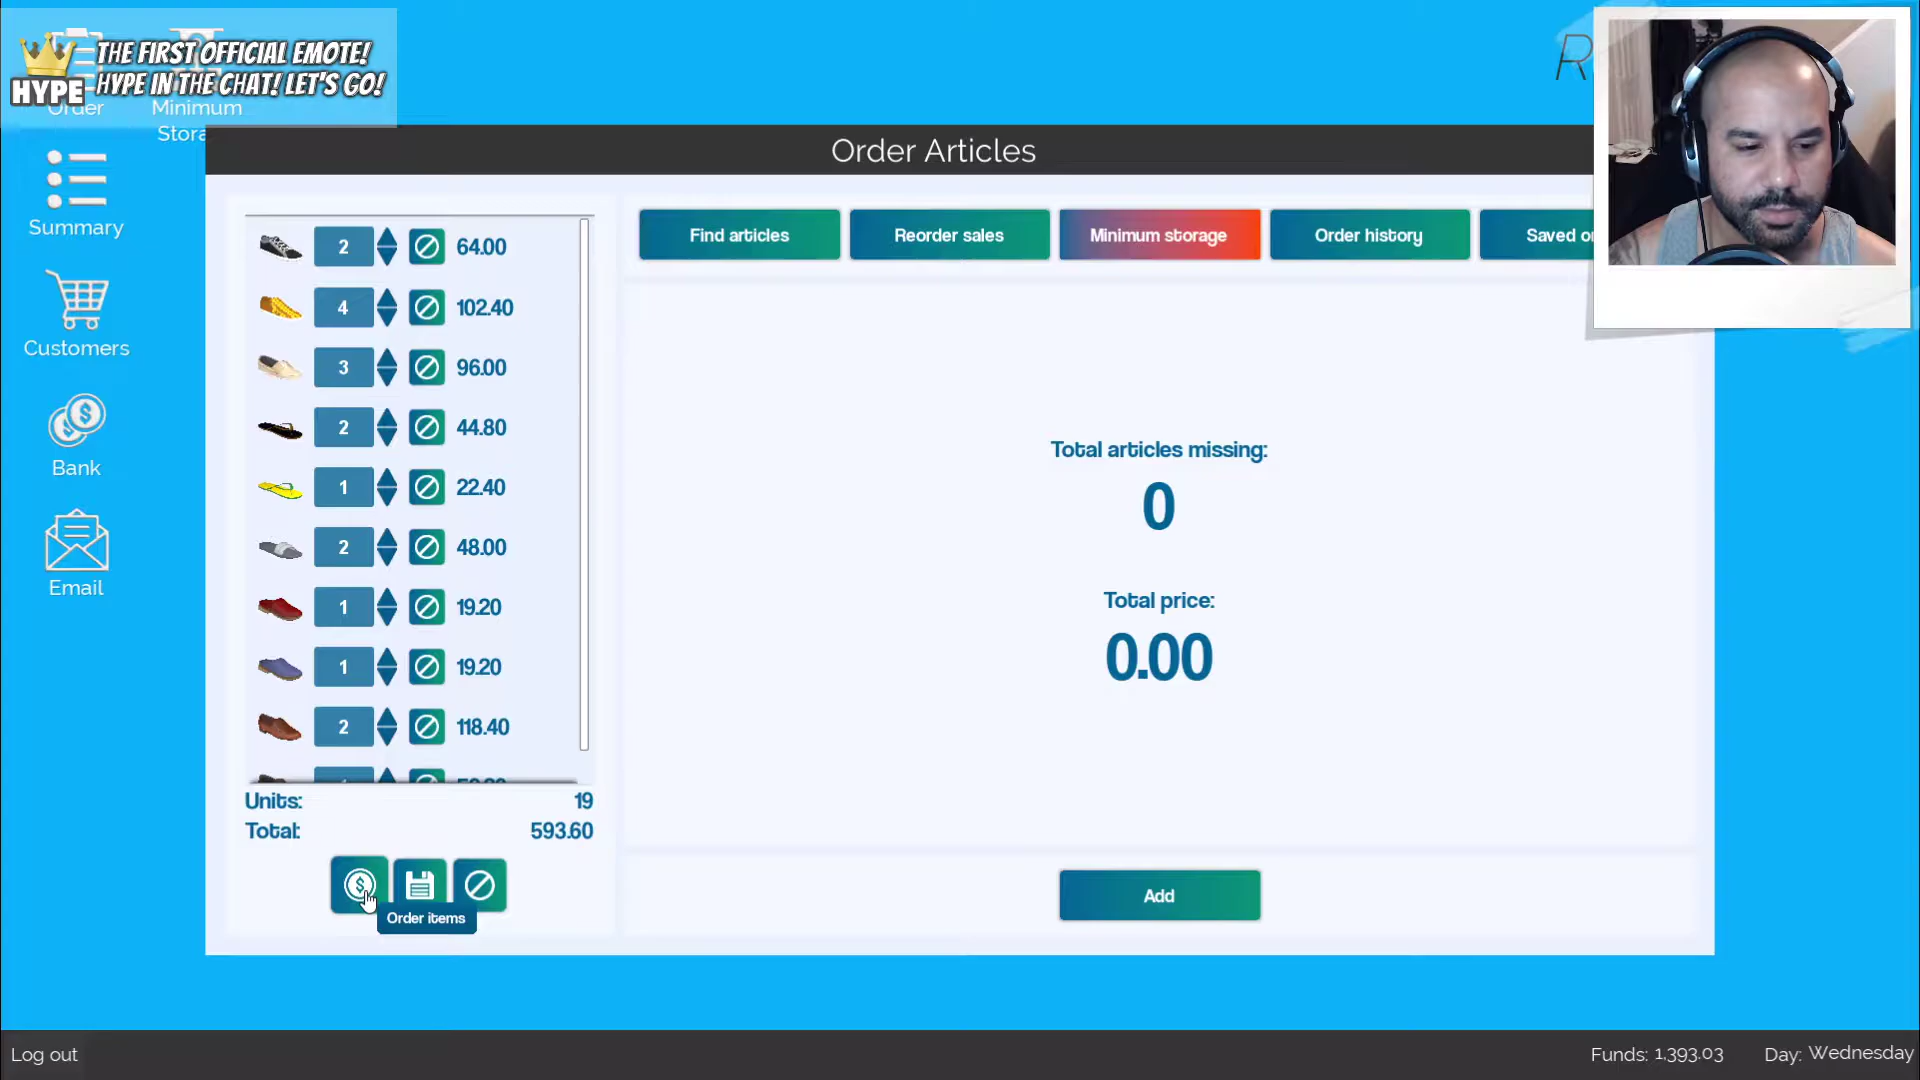 THE FIRST OFFICIAL EMOTE!
HYPE IN THE CHAT! LET'S GO!
HYPE
Order
Minimum
Stora
Summary
Customers
Bank
Email
R
Order Articles
Find articles
Reorder sales
Minimum storage
Order history
Saved o
2 64.00
4 102.40
3 96.00
2 44.80
1 22.40
2 48.00
1 19.20
1 19.20
2 118.40
Units: 19
Total: 593.60
Order items
Total articles missing:
0
Total price:
0.00
Add
Log out
Funds: 1,393.03
Day: Wednesday